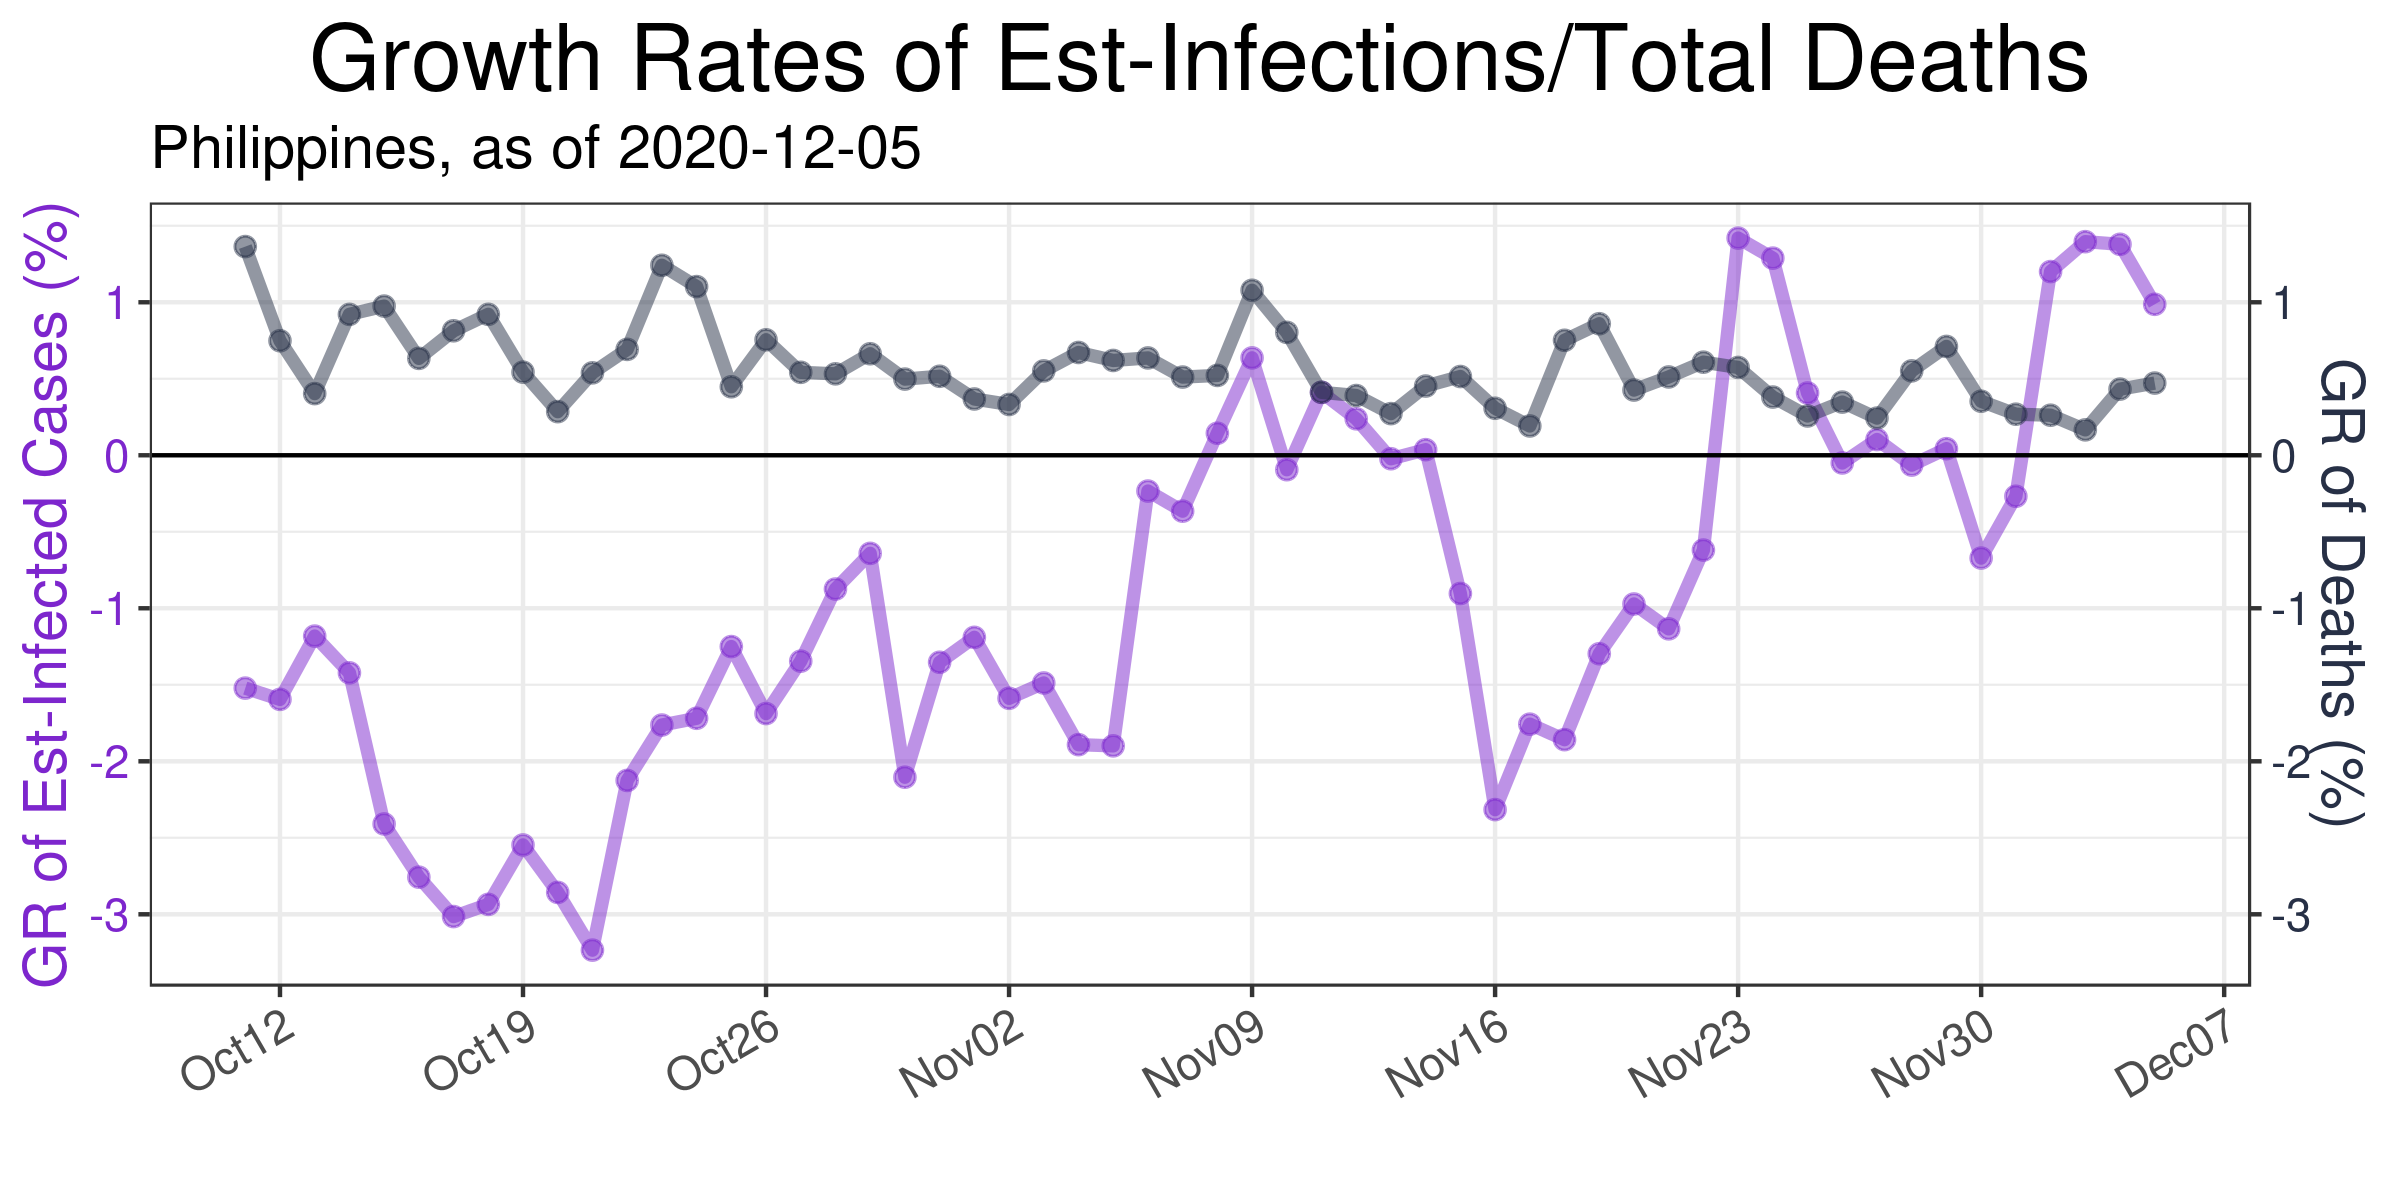 Growth Rates of Est-Infections/Total Deaths
Philippines, as of 2020-12-05
GR of Est-Infected Cases (%)
1
0
-1
-2
-3
1
0
-1
-2
-3
GR of Deaths (%)
Oct12
Oct19
Oct26
Nov02
Nov09
Nov16
Nov23
Nov30
Dec07